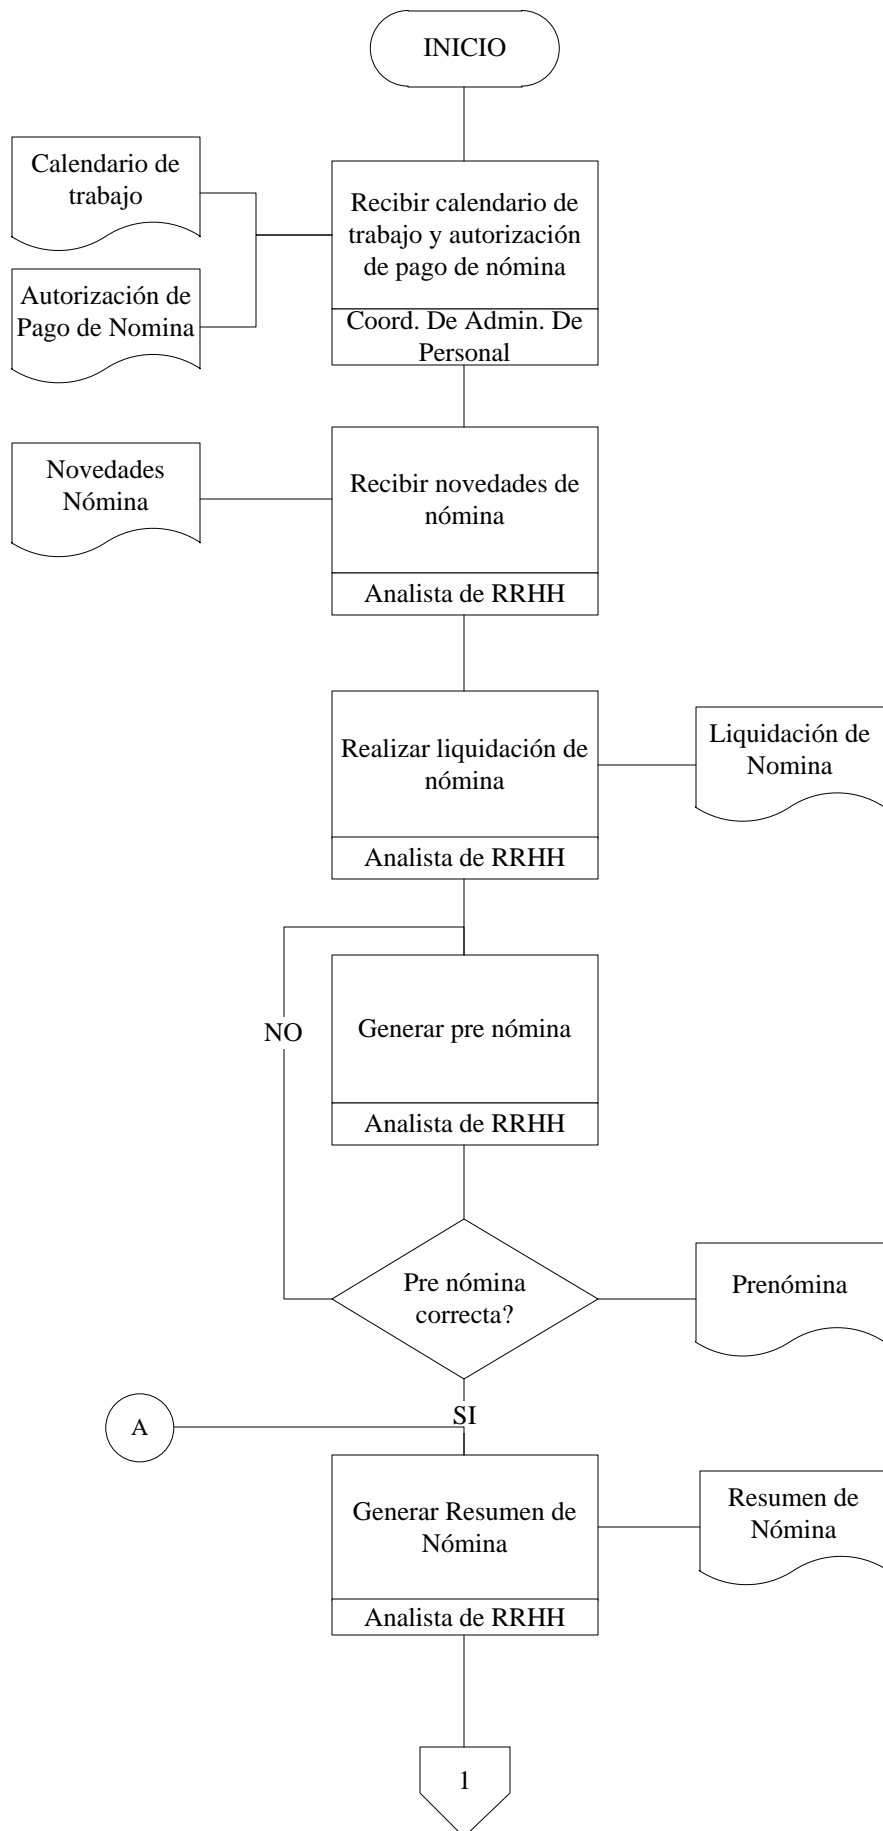 INICIO
Calendario de
trabajo
Recibir calendario de
trabajo y autorización
de pago de nómina
Autorización de
Pago de Nomina
Coord. De Admin. De
Personal
Novedades
Nómina
Recibir novedades de
nómina
Analista de RRHH
Realizar liquidación de
nómina
Liquidación de
Nomina
Analista de RRHH
NO
Generar pre nómina
Analista de RRHH
Pre nómina
correcta?
Prenómina
SI
A
Generar Resumen de
Nómina
Resumen de
Nómina
Analista de RRHH
1